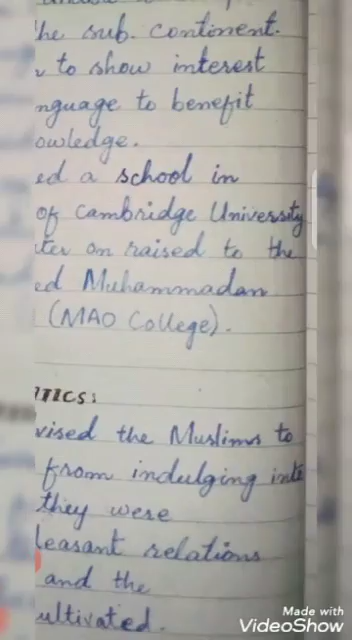 the sub. continent.
to show interest
nguage to benefit
owledge.
ed a school in
of Cambridge University
ter on raised to the
ed Muhammadan
(MAO College).
ITICS:
vised the Muslims to
from indulging into
they were
leasant relations
and the
ultivated.
Made with
VideoShow